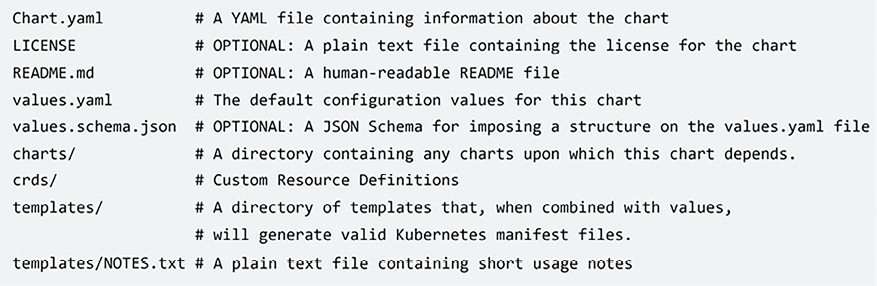 Chart.yaml          # A YAML file containing information about the chart
LICENSE             # OPTIONAL: A plain text file containing the license for the chart
README.md           # OPTIONAL: A human-readable README file
values.yaml         # The default configuration values for this chart
values.schema.json  # OPTIONAL: A JSON Schema for imposing a structure on the values.yaml file
charts/             # A directory containing any charts upon which this chart depends.
crds/               # Custom Resource Definitions
templates/          # A directory of templates that, when combined with values,
                    # will generate valid Kubernetes manifest files.
templates/NOTES.txt # A plain text file containing short usage notes